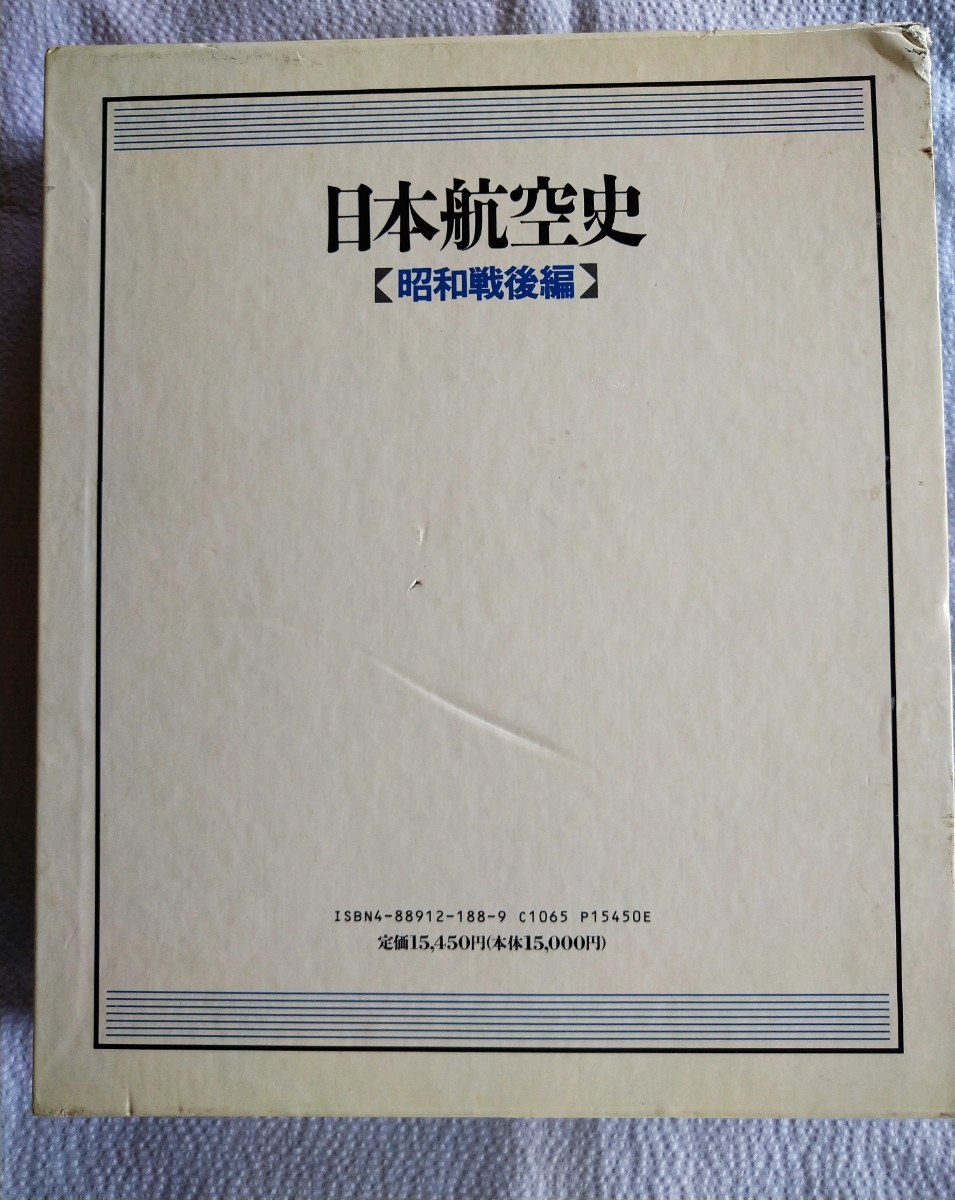 日本航空史
【昭和戦後編】
ISBN4-88912-188-9 C1065 P15450E
定価15,450円(本体15,000円)